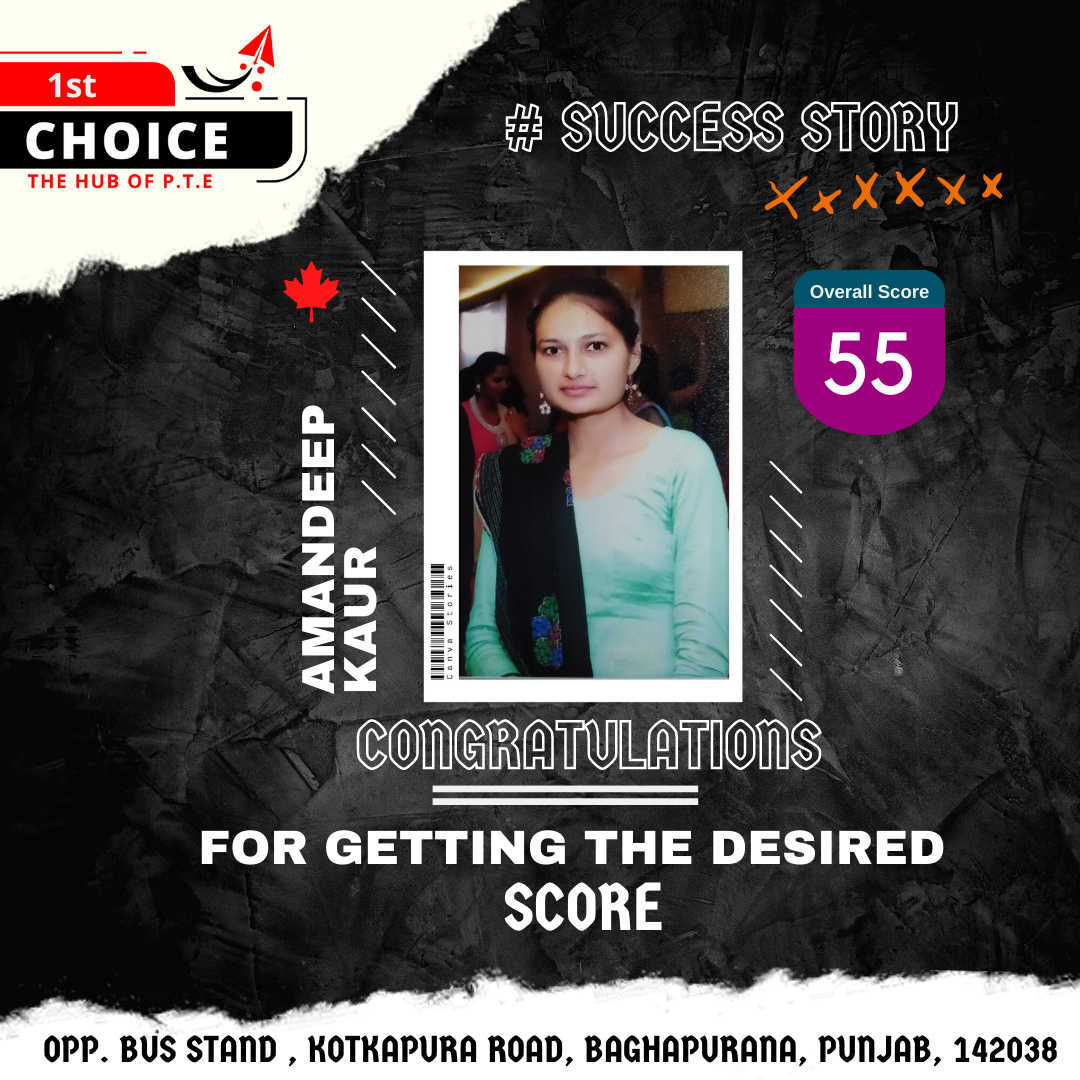 1st
CHOICE
THE HUB OF P.T.E
# SUCCESS STORY
Overall Score
55
AMANDEEP
KAUR
Canva Stories
CONGRATULATIONS
FOR GETTING THE DESIRED
SCORE
OPP. BUS STAND , KOTKAPURA ROAD, BAGHAPURANA, PUNJAB, 142038